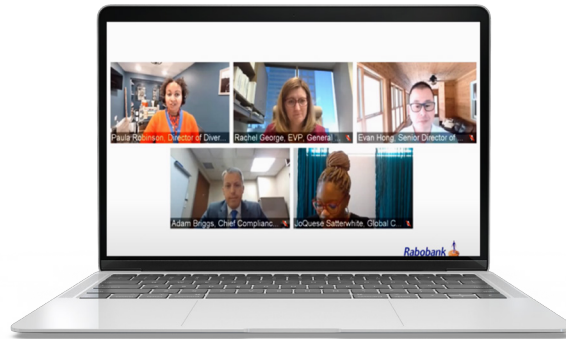 Paula Robinson, Director of Diver...
Rachel George, EVP, General ...
Evan Hong, Senior Director of ...
Adam Briggs, Chief Complianc...
JoQuese Satterwhite, Global C...
Rabobank